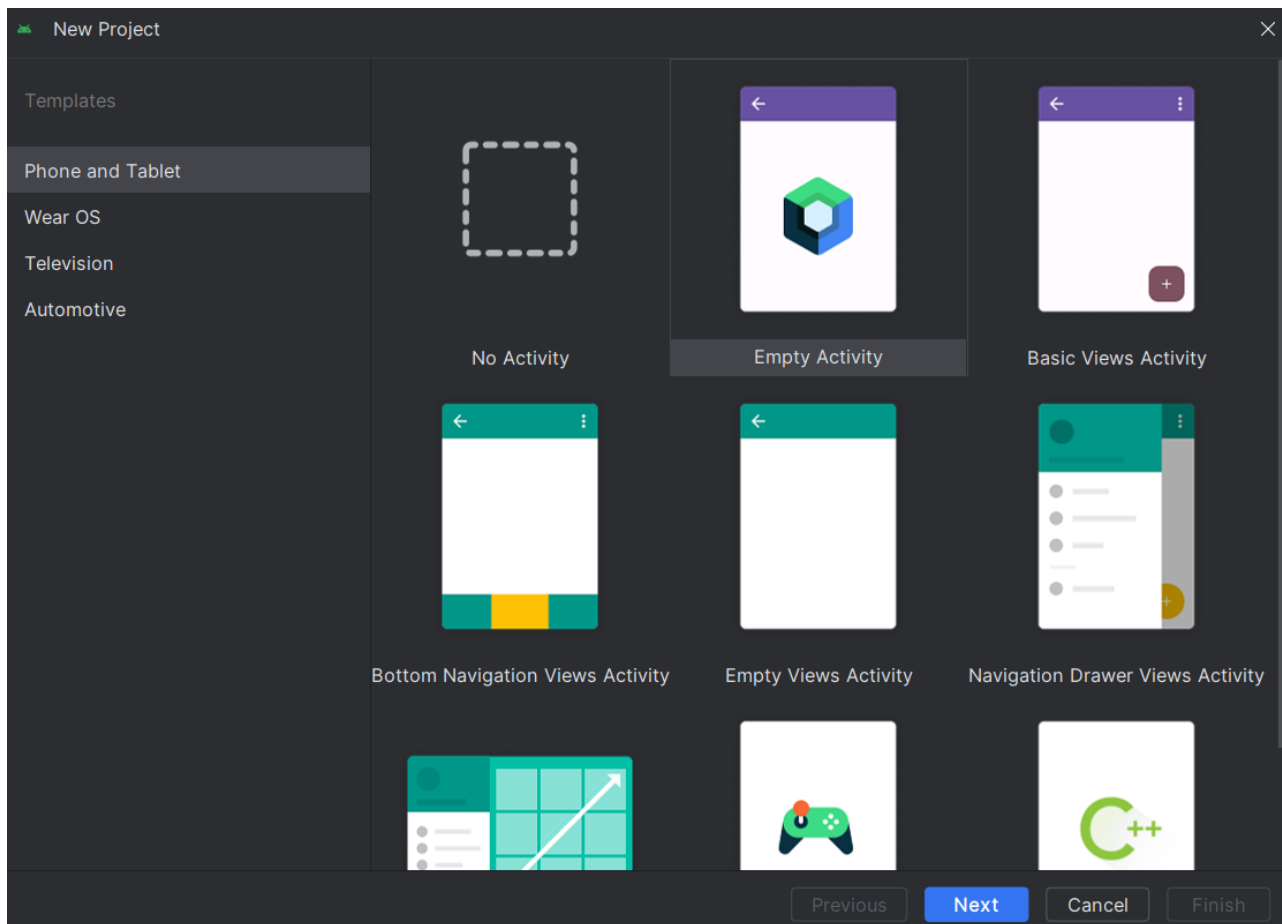 New Project
Templates
Phone and Tablet
Wear OS
Television
Automotive
No Activity
Empty Activity
Basic Views Activity
Bottom Navigation Views Activity
Empty Views Activity
Navigation Drawer Views Activity
C++
Previous
Next
Cancel
Finish